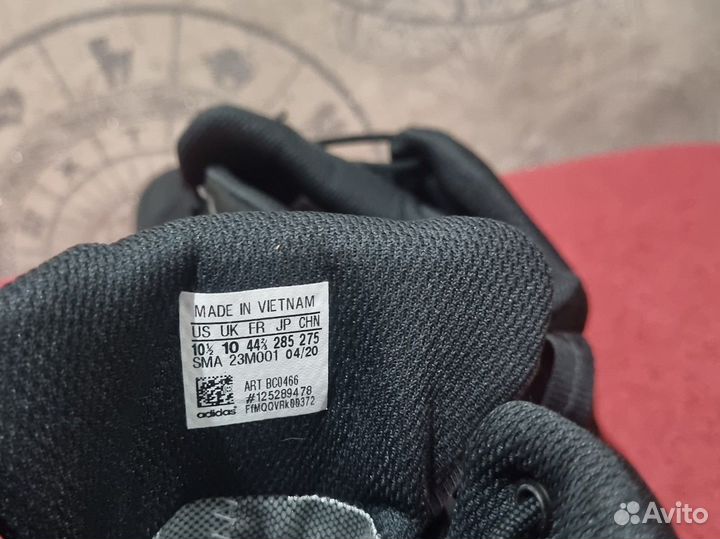 MADE IN VIETNAM
US UK FR JP CHN
10½ 10 44⅔ 285 275
SMA 23M001 04/20
ART BC0466
#125289478
adidas
Avito